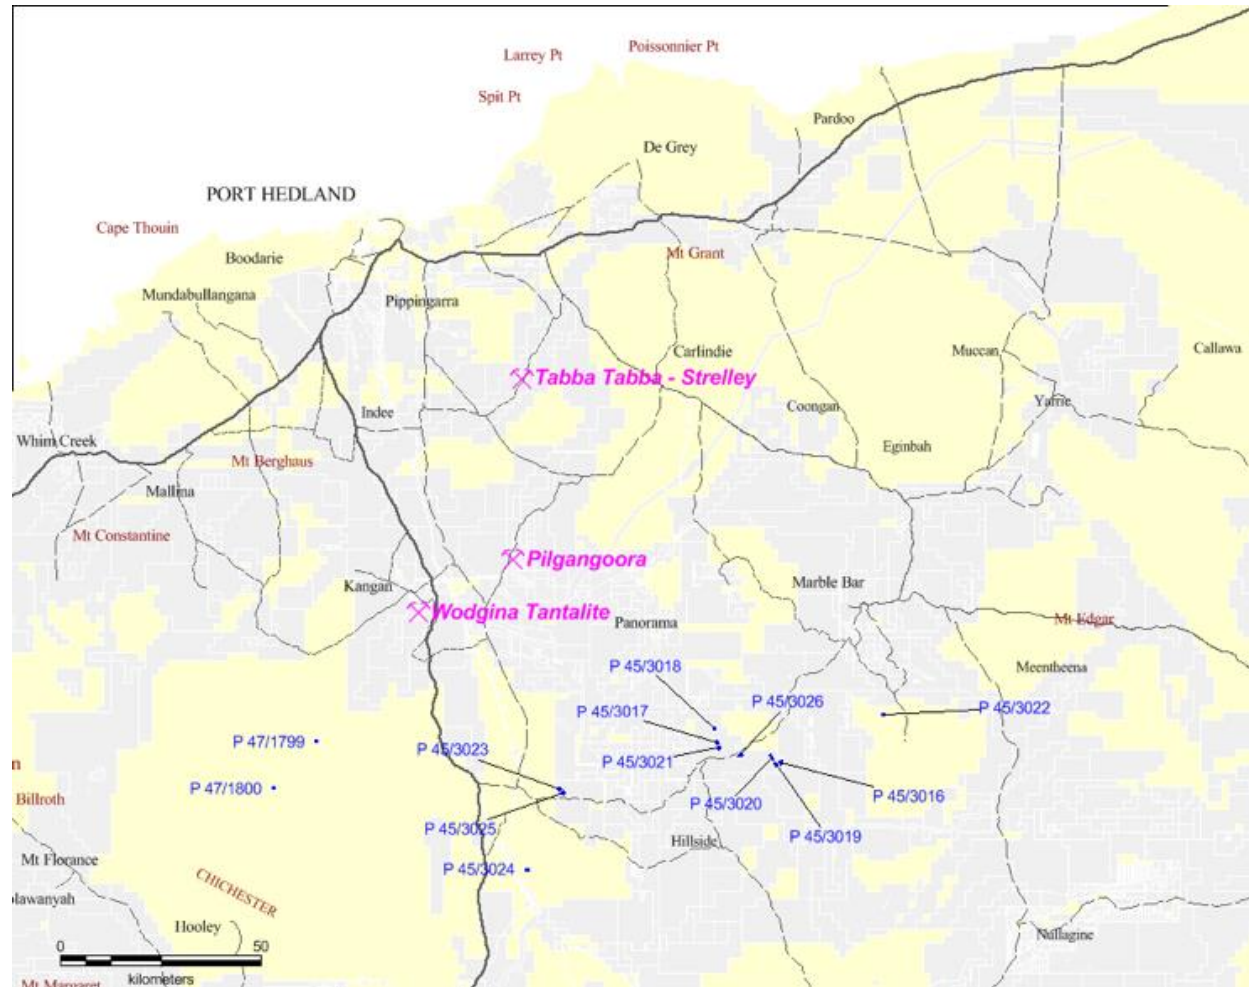 Larrey Pt
Poissonnier Pt
Spit Pt
Pardoo
De Grey
PORT HEDLAND
Cape Thouin
Boodarie
Mt Grant
Mundabullangana
Pippingarra
Carlindie
Muccan
Callawa
Tabba Tabba - Strelley
Coongan
Yarrie
Indee
Whim Creek
Eginbah
Mt Berghaus
Mallina
Mt Constantine
Pilgangoora
Kangan
Marble Bar
Wodgina Tantalite
Panorama
Mt Edgar
P 45/3018
Meentheena
P 45/3026
P 45/3017
P 45/3022
P 47/1799
P 45/3023
P 45/3021
P 47/1800
P 45/3020
P 45/3016
Billroth
P 45/3025
P 45/3019
Hillside
Mt Florance
P 45/3024
CHICHESTER
olawanyah
Hooley
Nullagine
0 50
kilometers
Mt Margaret